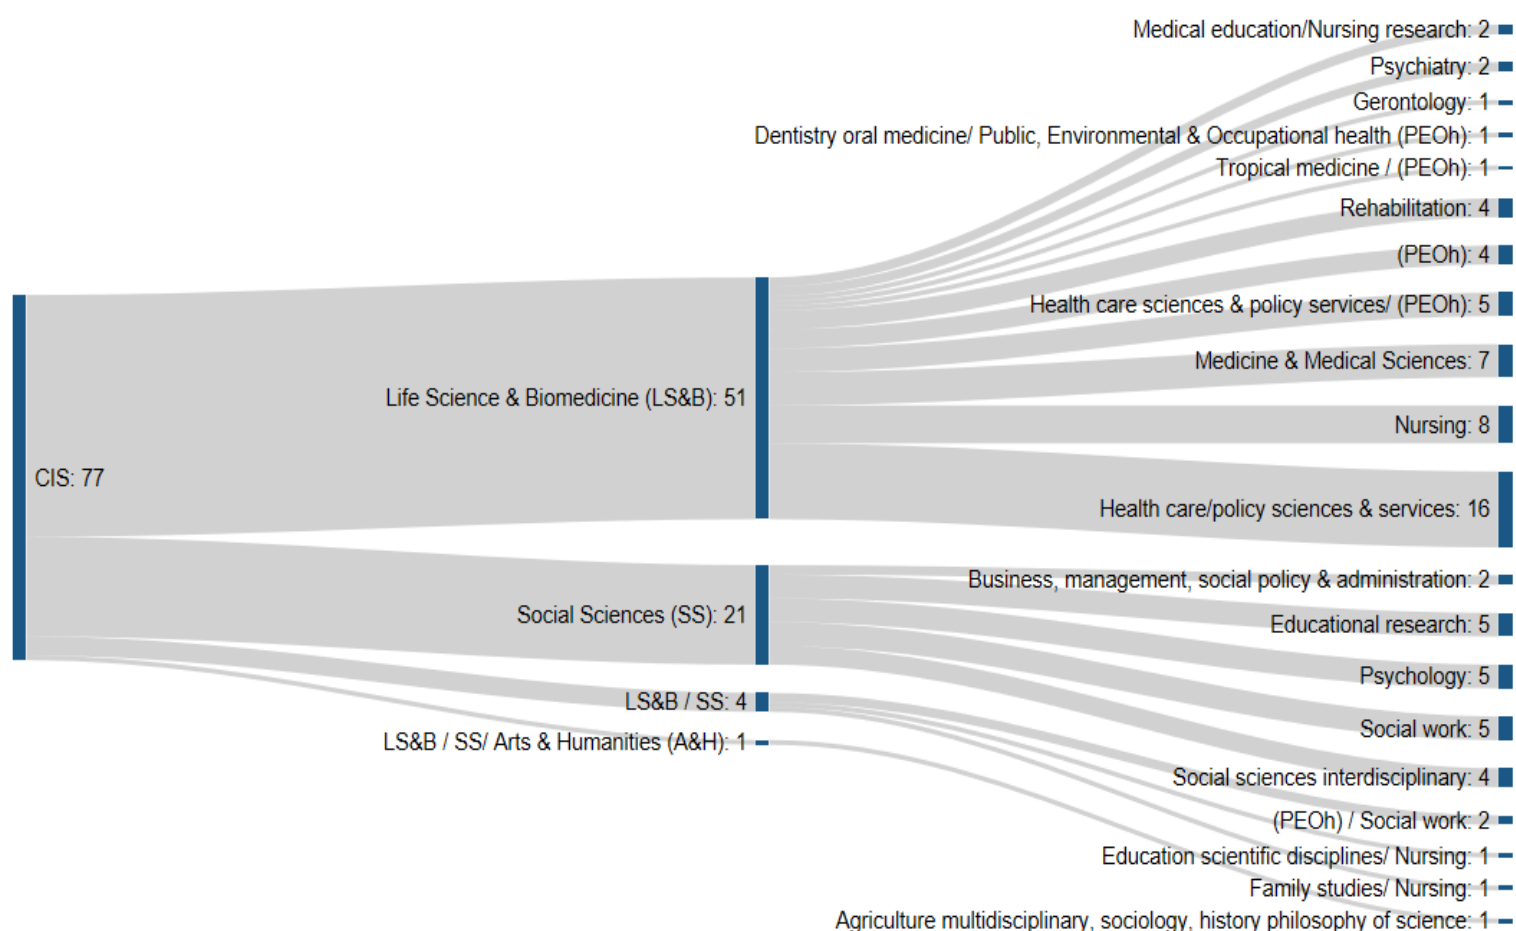 Medical education/Nursing research: 2
Psychiatry: 2
Gerontology: 1
Dentistry oral medicine/ Public, Environmental & Occupational health (PEOh): 1
Tropical medicine / (PEOh): 1
Rehabilitation: 4
(PEOh): 4
Health care sciences & policy services/ (PEOh): 5
Medicine & Medical Sciences: 7
Life Science & Biomedicine (LS&B): 51
Nursing: 8
CIS: 77
Health care/policy sciences & services: 16
Business, management, social policy & administration: 2
Social Sciences (SS): 21
Educational research: 5
Psychology: 5
LS&B / SS: 4
Social work: 5
LS&B / SS/ Arts & Humanities (A&H): 1
Social sciences interdisciplinary: 4
(PEOh) / Social work: 2
Education scientific disciplines/ Nursing: 1
Family studies/ Nursing: 1
Agriculture multidisciplinary, sociology, history philosophy of science: 1